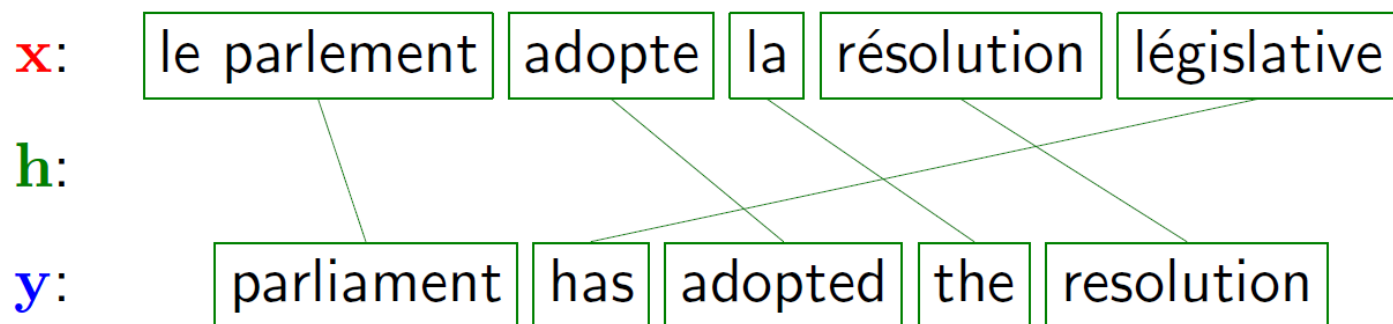 x: le parlement adopte la résolution législative
h:
y: parliament has adopted the resolution